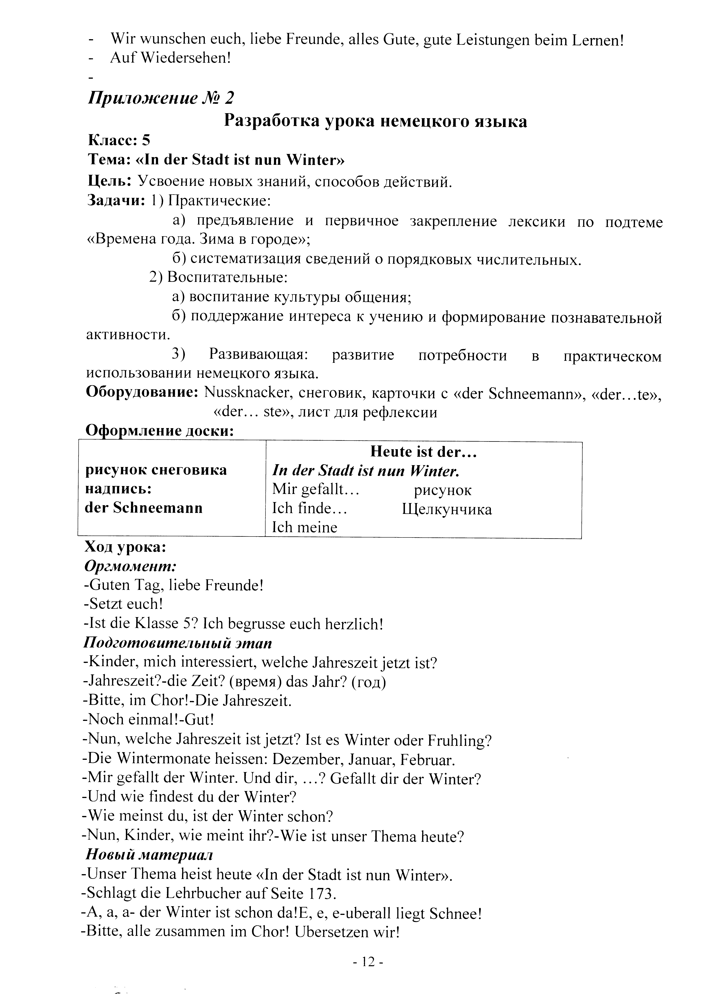 - Wir wunschen euch, liebe Freunde, alles Gute, gute Leistungen beim Lernen!
- Auf Wiedersehen!
-
Приложение № 2
Разработка урока немецкого языка
Класс: 5
Тема: «In der Stadt ist nun Winter»
Цель: Усвоение новых знаний, способов действий.
Задачи: 1) Практические:
а) предъявление и первичное закрепление лексики по подтеме
«Времена года. Зима в городе»;
б) систематизация сведений о порядковых числительных.
2) Воспитательные:
а) воспитание культуры общения;
б) поддержание интереса к учению и формирование познавательной
активности.
3) Развивающая: развитие потребности в практическом
использовании немецкого языка.
Оборудование: Nussknacker, снеговик, карточки с «der Schneemann», «der…te»,
«der… ste», лист для рефлексии
Оформление доски:
рисунок снеговика
надпись:
der Schneemann
Heute ist der…
In der Stadt ist nun Winter.
Mir gefallt… рисунок
Ich finde… Щелкунчика
Ich meine
Ход урока:
Оргмомент:
-Guten Tag, liebe Freunde!
-Setzt euch!
-Ist die Klasse 5? Ich begrusse euch herzlich!
Подготовительный этап
-Kinder, mich interessiert, welche Jahreszeit jetzt ist?
-Jahreszeit?-die Zeit? (время) das Jahr? (год)
-Bitte, im Chor!-Die Jahreszeit.
-Noch einmal!-Gut!
-Nun, welche Jahreszeit ist jetzt? Ist es Winter oder Fruhling?
-Die Wintermonate heissen: Dezember, Januar, Februar.
-Mir gefallt der Winter. Und dir, …? Gefallt dir der Winter?
-Und wie findest du der Winter?
-Wie meinst du, ist der Winter schon?
-Nun, Kinder, wie meint ihr?-Wie ist unser Thema heute?
Новый материал
-Unser Thema heist heute «In der Stadt ist nun Winter».
-Schlagt die Lehrbucher auf Seite 173.
-A, a, a- der Winter ist schon da!E, e, e-uberall liegt Schnee!
-Bitte, alle zusammen im Chor! Ubersetzen wir!
- 12 -